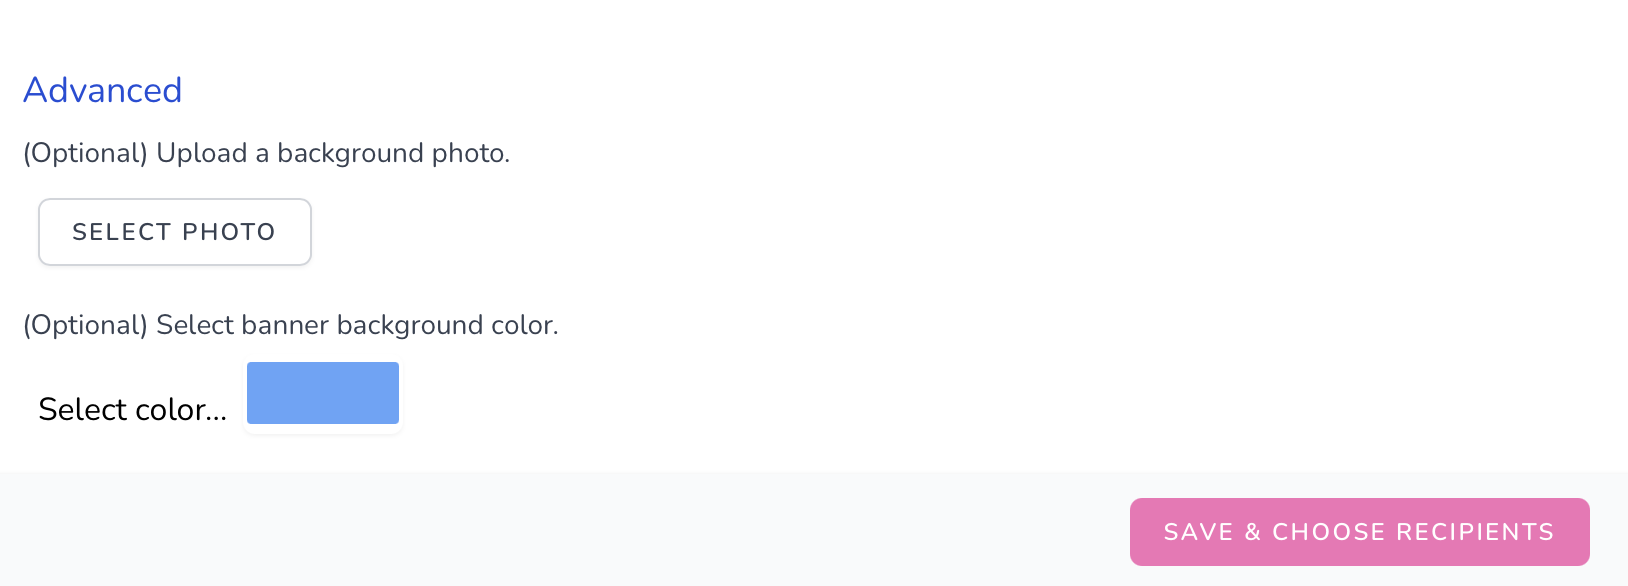 Advanced
(Optional) Upload a background photo.
SELECT PHOTO
(Optional) Select banner background color.
Select color...
SAVE & CHOOSE RECIPIENTS